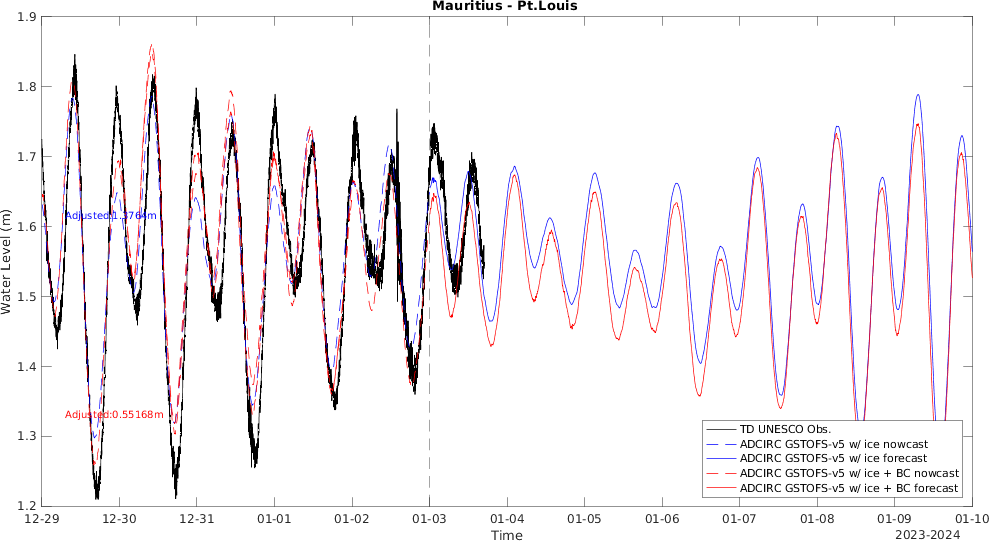 Mauritius - Pt.Louis
Water Level (m)
1.9
1.8
1.7
1.6
1.5
1.4
1.3
1.2
Adjusted:1.3764m
Adjusted:0.55168m
TD UNESCO Obs.
ADCIRC GSTOFS-v5 w/ ice nowcast
ADCIRC GSTOFS-v5 w/ ice forecast
ADCIRC GSTOFS-v5 w/ ice + BC nowcast
ADCIRC GSTOFS-v5 w/ ice + BC forecast
12-29 12-30 12-31 01-01 01-02 01-03 01-04 01-05 01-06 01-07 01-08 01-09 01-10
Time
2023-2024